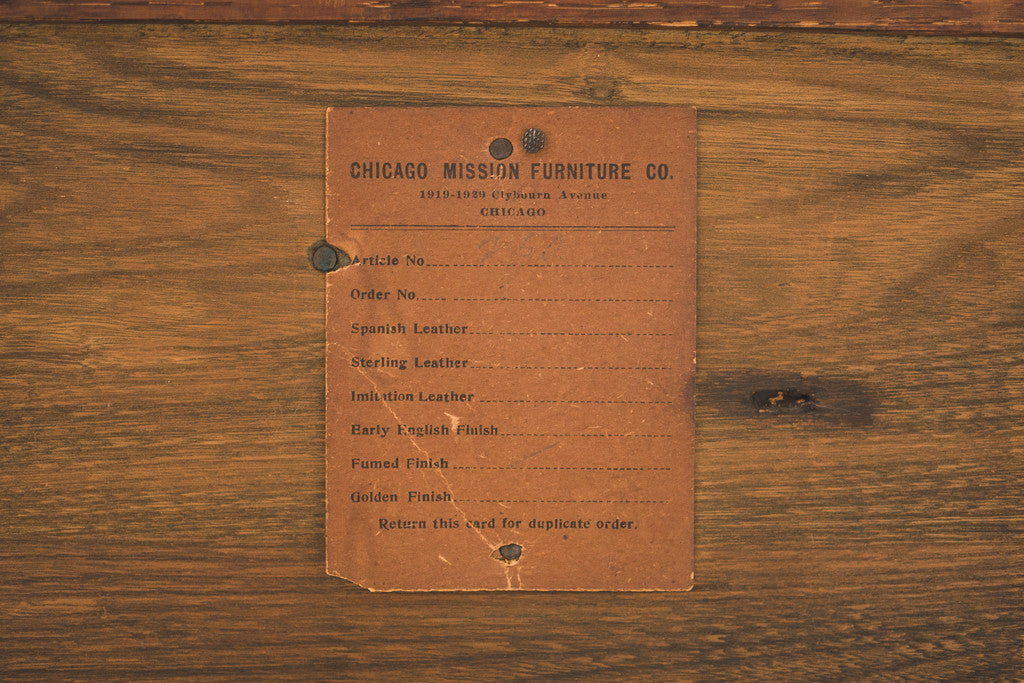 CHICAGO MISSION FURNITURE CO.
1919-1929 Clybourn Avenue
CHICAGO
Article No
Order No.
Spanish Leather
Sterling Leather
Imitation Leather
Early English Finish
Fumed Finish
Golden Finish
Return this card for duplicate order.